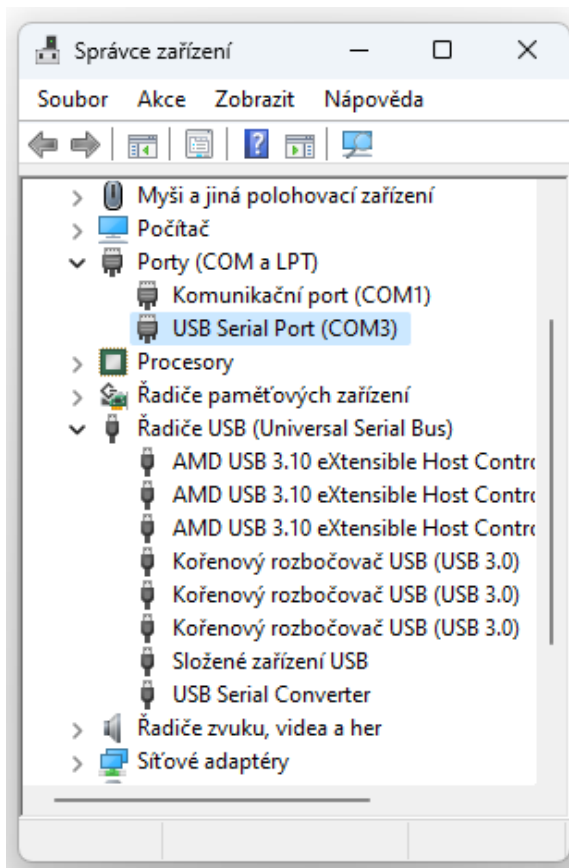 Správce zařízení
Soubor Akce Zobrazit Nápověda
Myši a jiná polohovací zařízení
Počítač
Porty (COM a LPT)
Komunikační port (COM1)
USB Serial Port (COM3)
Procesory
Řadiče paměťových zařízení
Řadiče USB (Universal Serial Bus)
AMD USB 3.10 eXtensible Host Contro
AMD USB 3.10 eXtensible Host Contro
AMD USB 3.10 eXtensible Host Contro
Kořenový rozbočovač USB (USB 3.0)
Kořenový rozbočovač USB (USB 3.0)
Kořenový rozbočovač USB (USB 3.0)
Složené zařízení USB
USB Serial Converter
Řadiče zvuku, videa a her
Síťové adaptéry